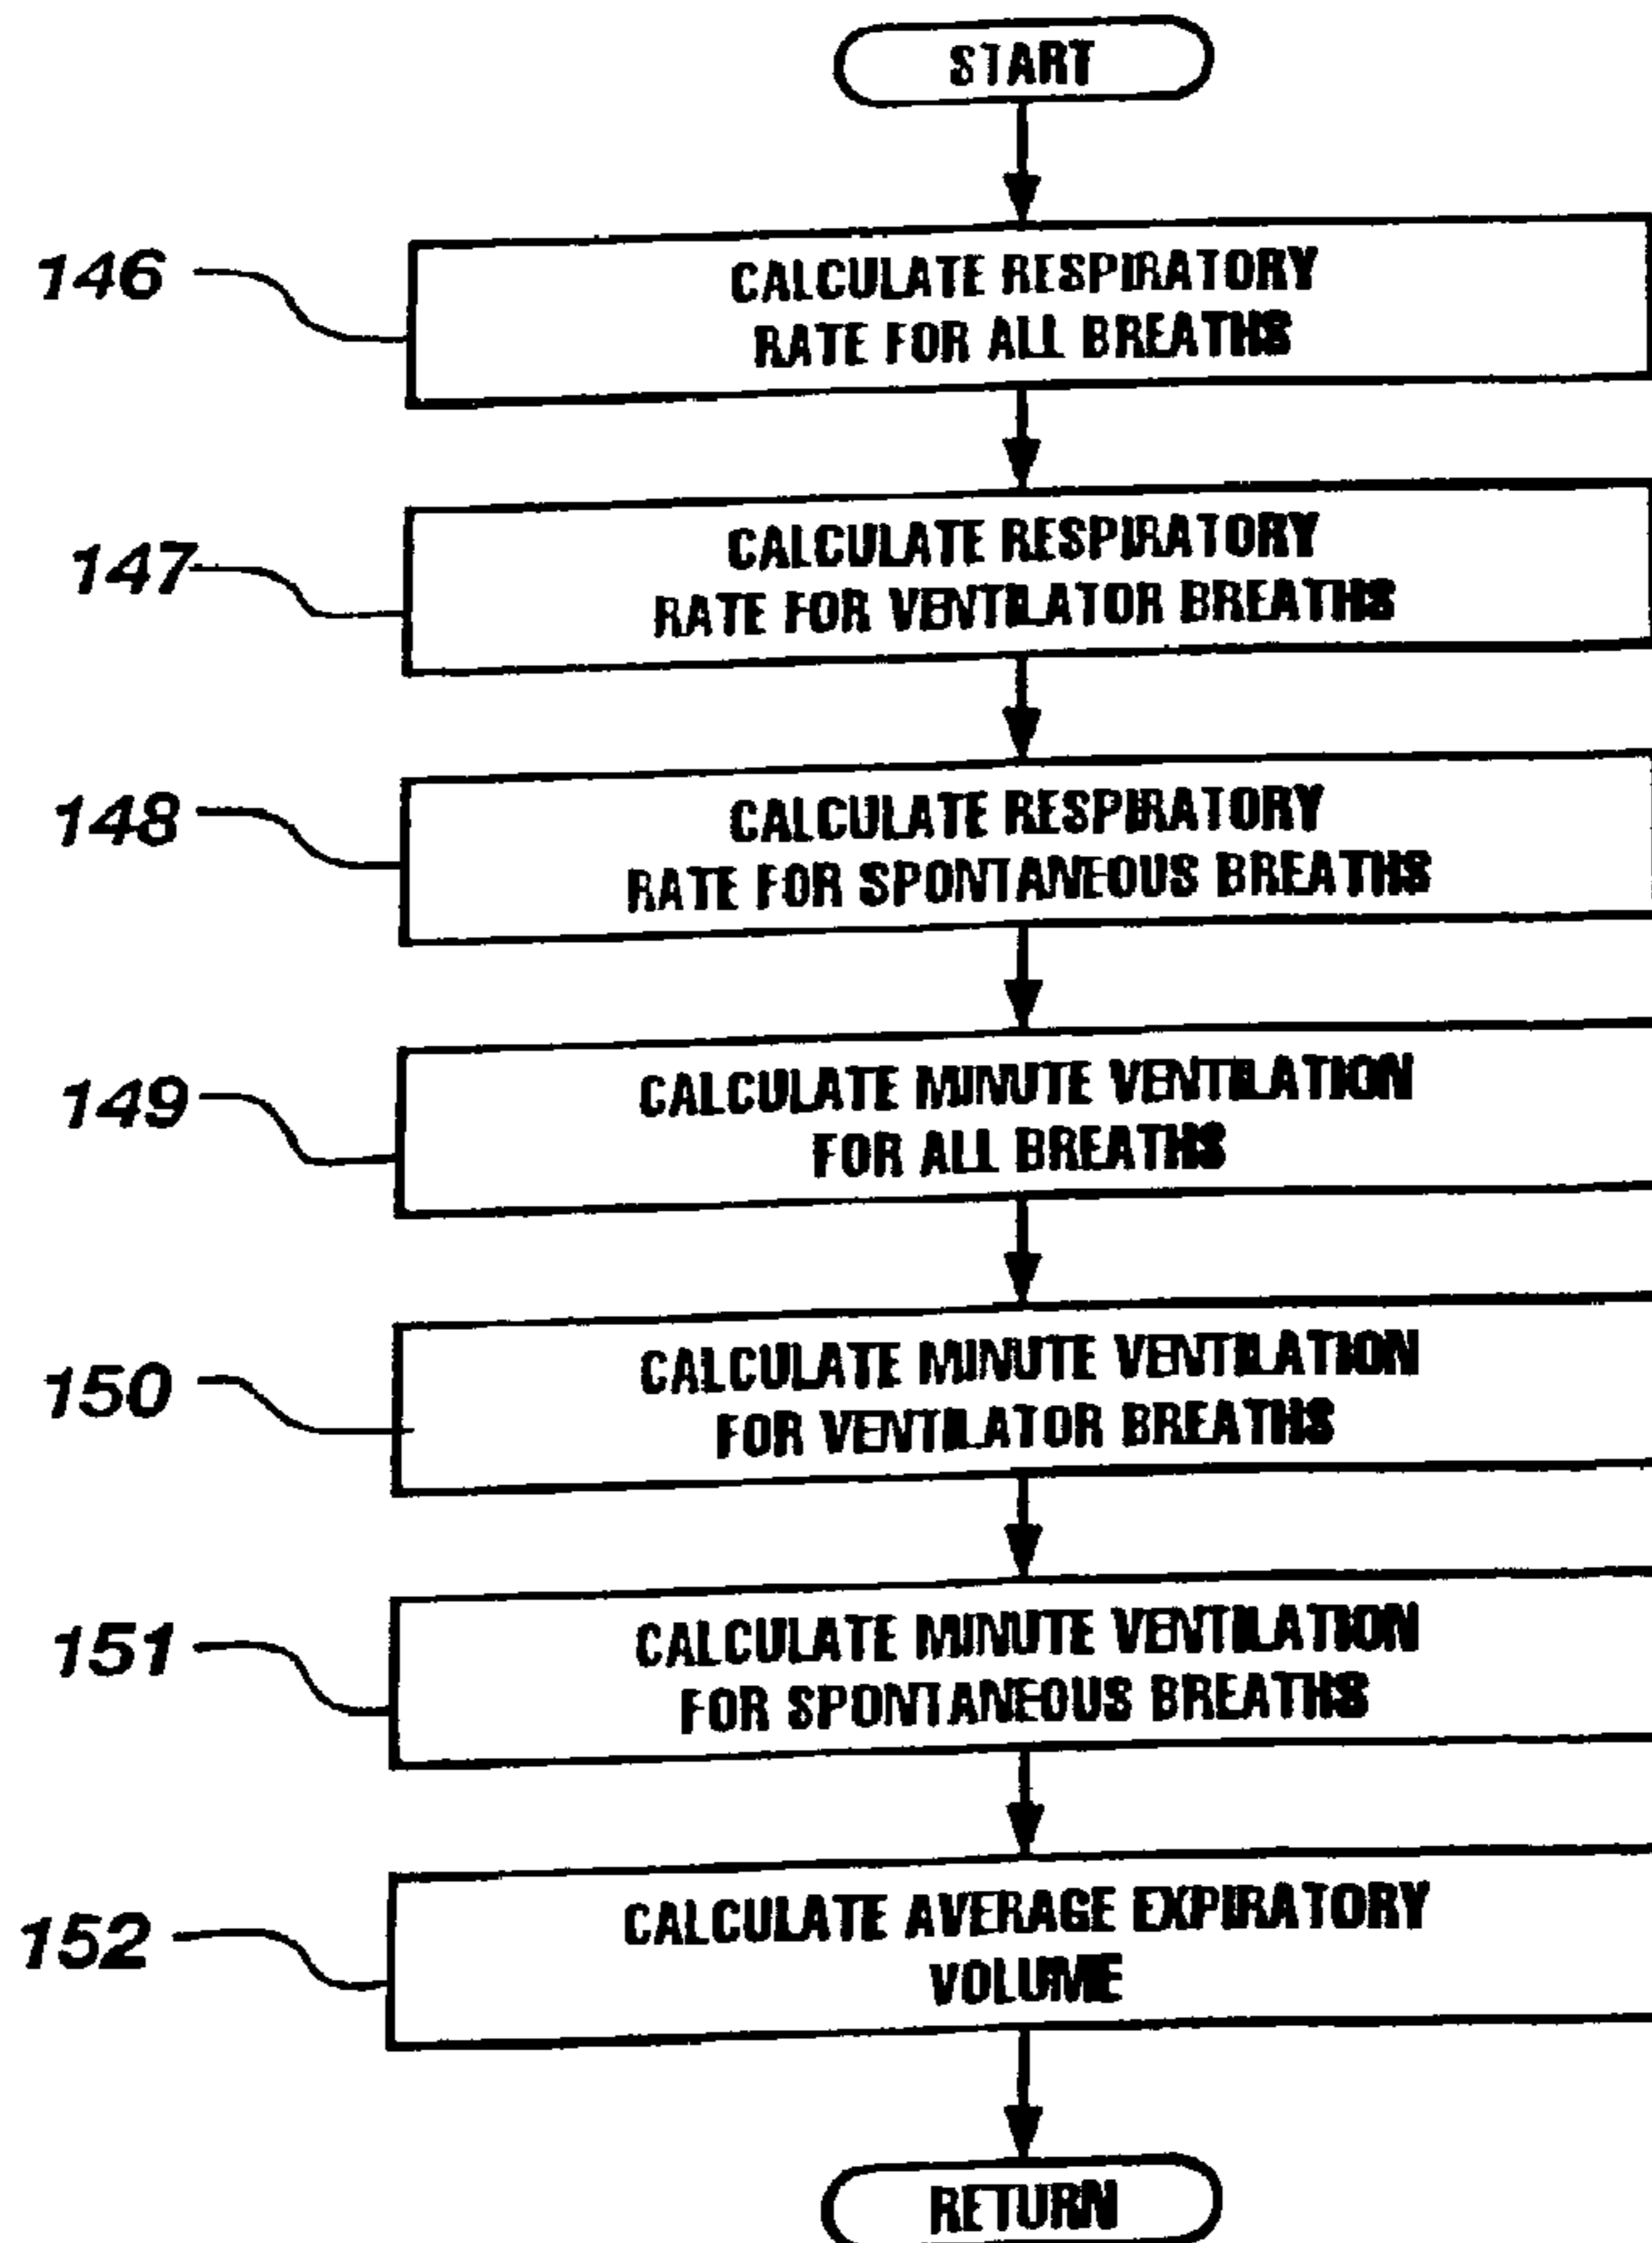 START
146
CALCULATE RESPIRATORY
RATE FOR ALL BREATHS
147
CALCULATE RESPIRATORY
RATE FOR VENTILATOR BREATHS
148
CALCULATE RESPIRATORY
RATE FOR SPONTANEOUS BREATHS
149
CALCULATE MINUTE VENTILATION
FOR ALL BREATHS
150
CALCULATE MINUTE VENTILATION
FOR VENTILATOR BREATHS
151
CALCULATE MINUTE VENTILATION
FOR SPONTANEOUS BREATHS
152
CALCULATE AVERAGE EXPIRATORY
VOLUME
RETURN